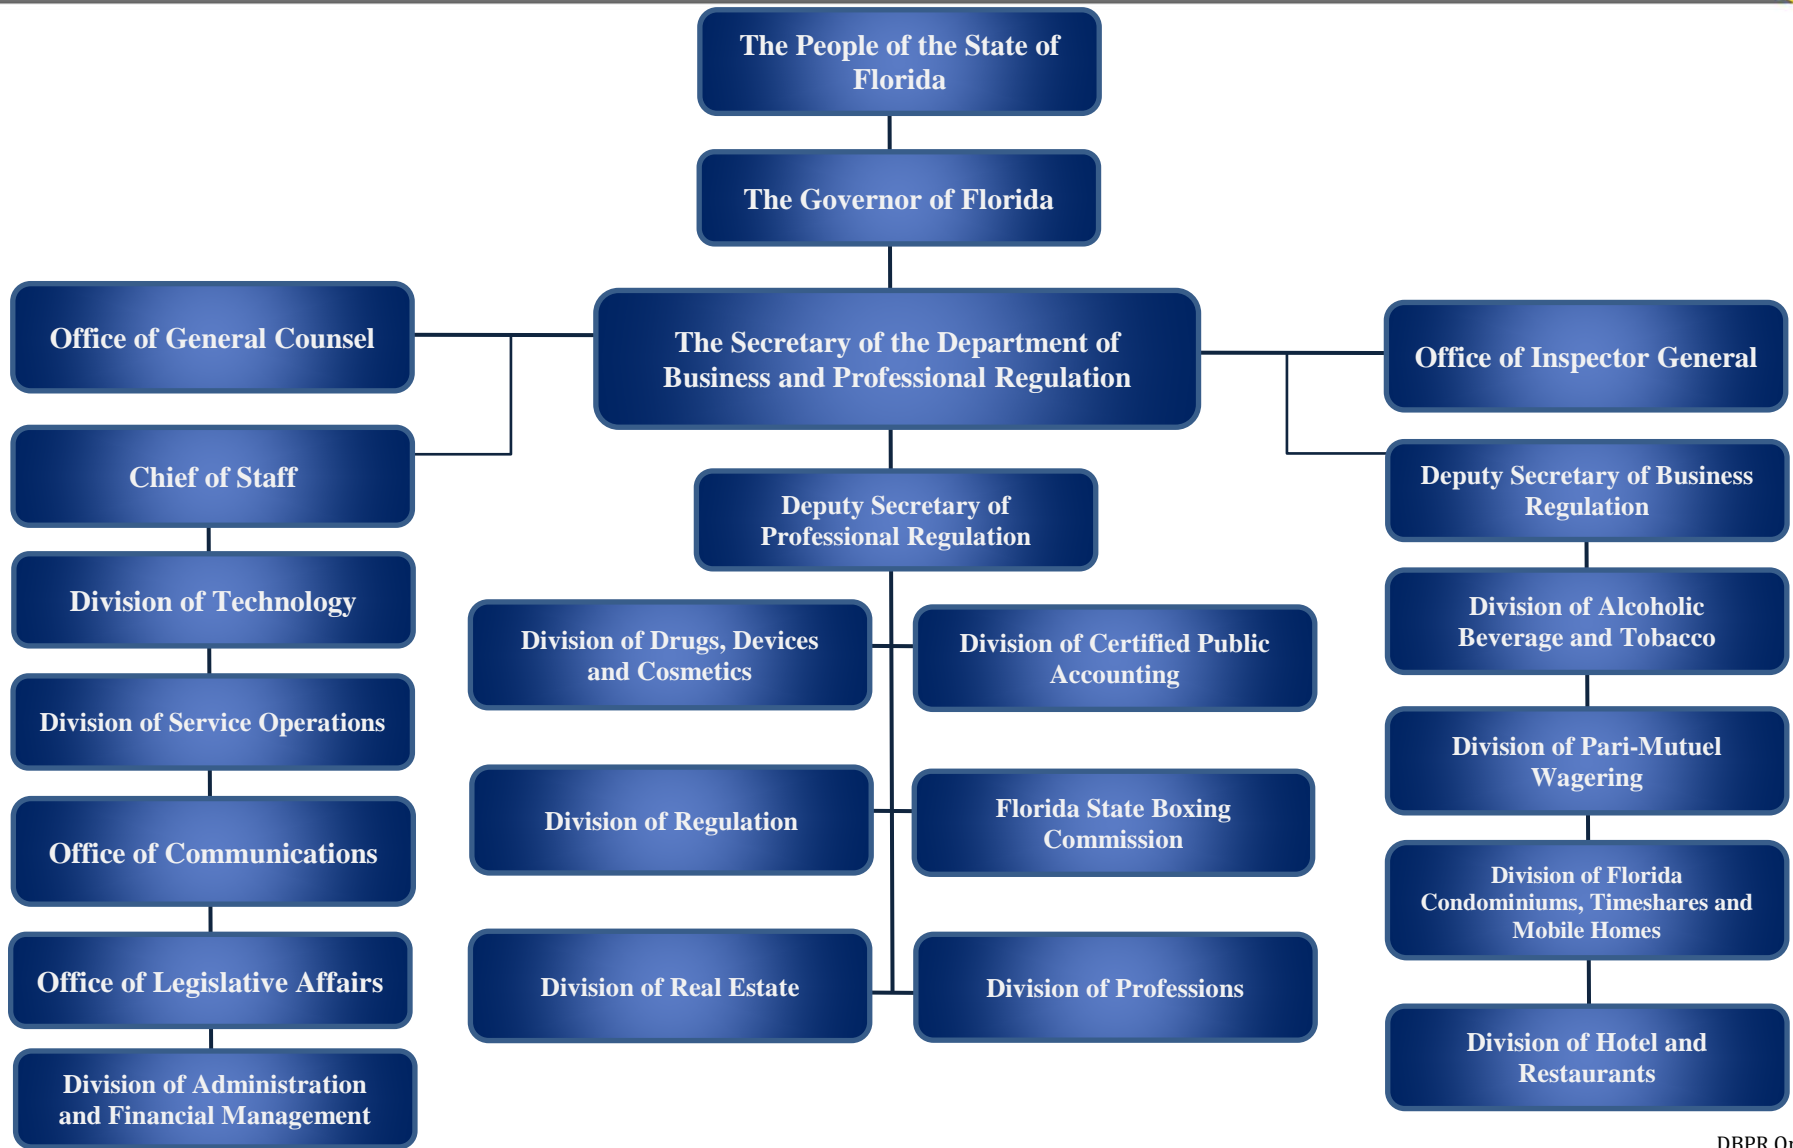 The People of the State of
Florida
The Governor of Florida
Office of General Counsel
The Secretary of the Department of
Business and Professional Regulation
Office of Inspector General
Chief of Staff
Deputy Secretary of
Professional Regulation
Deputy Secretary of Business
Regulation
Division of Technology
Division of Service Operations
Office of Communications
Office of Legislative Affairs
Division of Administration
and Financial Management
Division of Drugs, Devices
and Cosmetics
Division of Certified Public
Accounting
Division of Regulation
Florida State Boxing
Commission
Division of Real Estate
Division of Professions
Division of Alcoholic
Beverage and Tobacco
Division of Pari-Mutuel
Wagering
Division of Florida
Condominiums, Timeshares and
Mobile Homes
Division of Hotel and
Restaurants
DBPR